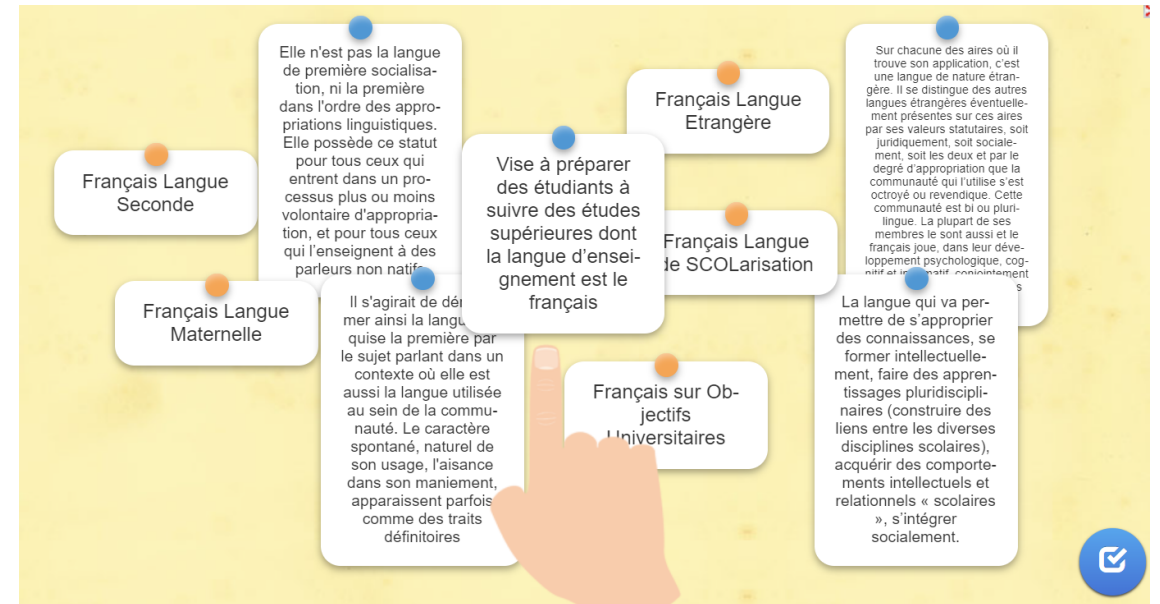 Elle n'est pas la langue
de première socialisa-
tion, ni la première
dans l'ordre des appro-
priations linguistiques.
Elle possède ce statut
pour tous ceux qui
entrent dans un pro-
cessus plus ou moins
volontaire d'appropria-
tion, et pour tous ceux
qui l'enseignent à des
parleurs non natifs
Français Langue
Seconde
Français Langue
Maternelle
Il s'agirait de dé
mer ainsi la lang
quise la première par
le sujet parlant dans un
contexte où elle est
aussi la langue utilisée
au sein de la commu-
nauté. Le caractère
spontané, naturel de
son usage, l'aisance
dans son maniement,
apparaissent parfois
comme des traits
définitoires
Vise à préparer
des étudiants à
suivre des études
supérieures dont
la langue d'ensei-
gnement est le
français
Français Langue
Etrangère
Français Langue
de SCOLarisation
Français sur Ob-
jectifs
Universitaires
Sur chacune des aires où il
trouve son application, c'est
une langue de nature étran-
gère. Il se distingue des autres
langues étrangères éventuelle-
ment présentes sur ces aires
par ses valeurs statutaires, soit
juridiquement, soit sociale-
ment, soit les deux et par le
degré d'appropriation que la
communauté qui l'utilise s'est
octroyé ou revendique. Cette
communauté est bi ou pluri-
lingue. La plupart de ses
membres le sont aussi et le
français joue, dans leur déve-
loppement psychologique, cog-
nitif et informatif, conjointement
La langue qui va per-
mettre de s'approprier
des connaissances, se
former intellectuelle-
ment, faire des appren-
tissages pluridiscipli-
naires (construire des
liens entre les diverses
disciplines scolaires),
acquérir des comporte-
ments intellectuels et
relationnels « scolaires
», s'intégrer
socialement.